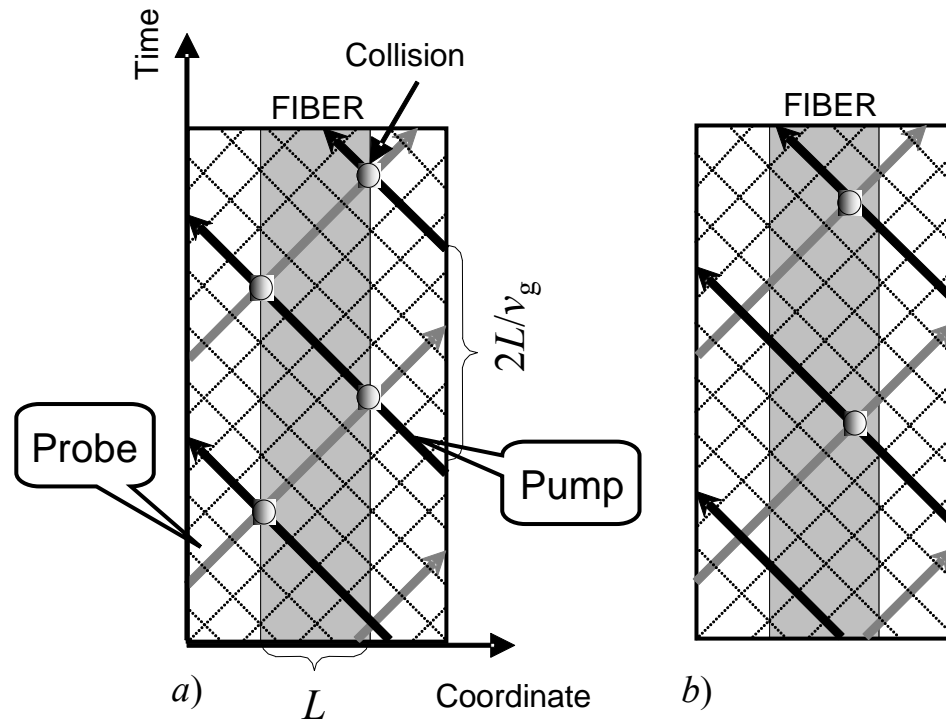 Time
Collision
FIBER
FIBER
2L/vg
Probe
Pump
a)
L
Coordinate
b)